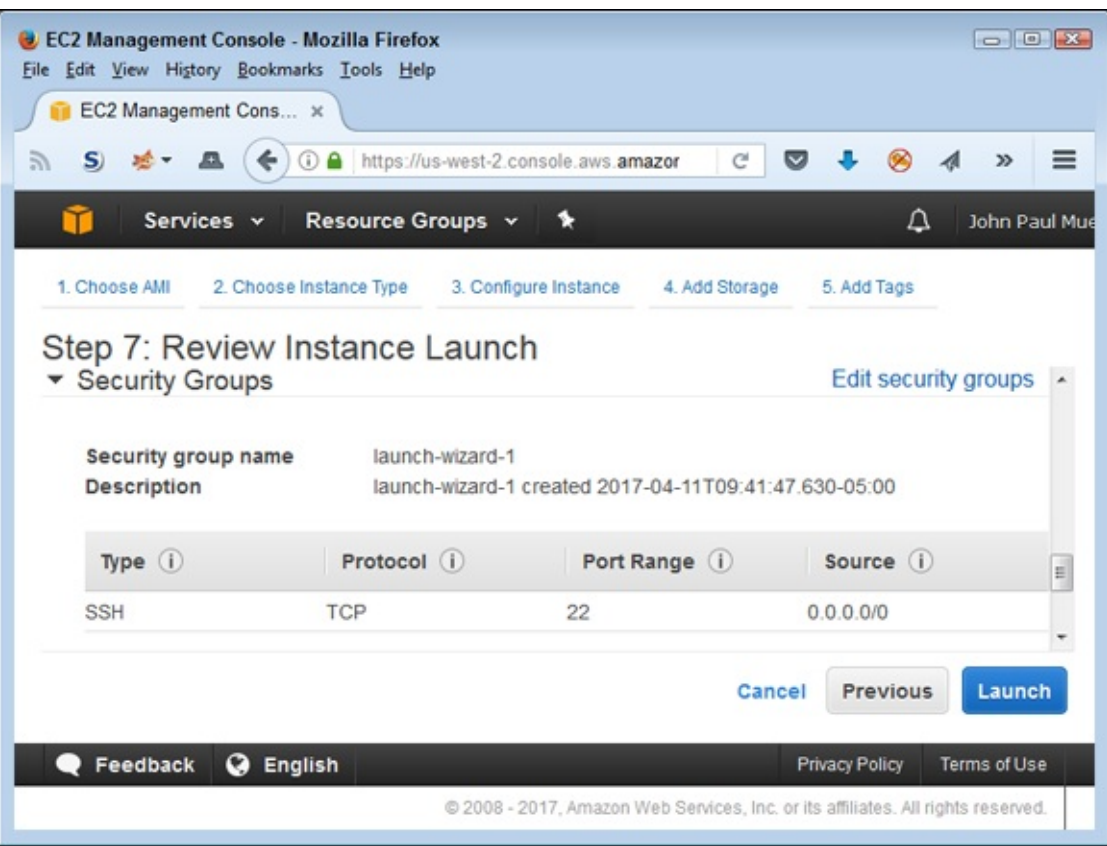 EC2 Management Console - Mozilla Firefox
File Edit View History Bookmarks Tools Help
EC2 Management Cons... ×
https://us-west-2.console.aws.amazor
Services Resource Groups John Paul Mue
1. Choose AMI 2. Choose Instance Type 3. Configure Instance 4. Add Storage 5. Add Tags
Step 7: Review Instance Launch
Security Groups Edit security groups
Security group name launch-wizard-1
Description launch-wizard-1 created 2017-04-11T09:41:47.630-05:00
Type i Protocol i Port Range i Source i
SSH TCP 22 0.0.0.0/0
Cancel Previous Launch
Feedback English Privacy Policy Terms of Use
© 2008 - 2017, Amazon Web Services, Inc. or its affiliates. All rights reserved.